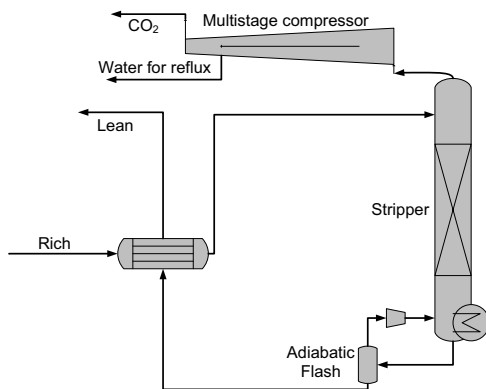 Multistage compressor
CO₂
Water for reflux
Lean
Stripper
Rich
Adiabatic
Flash